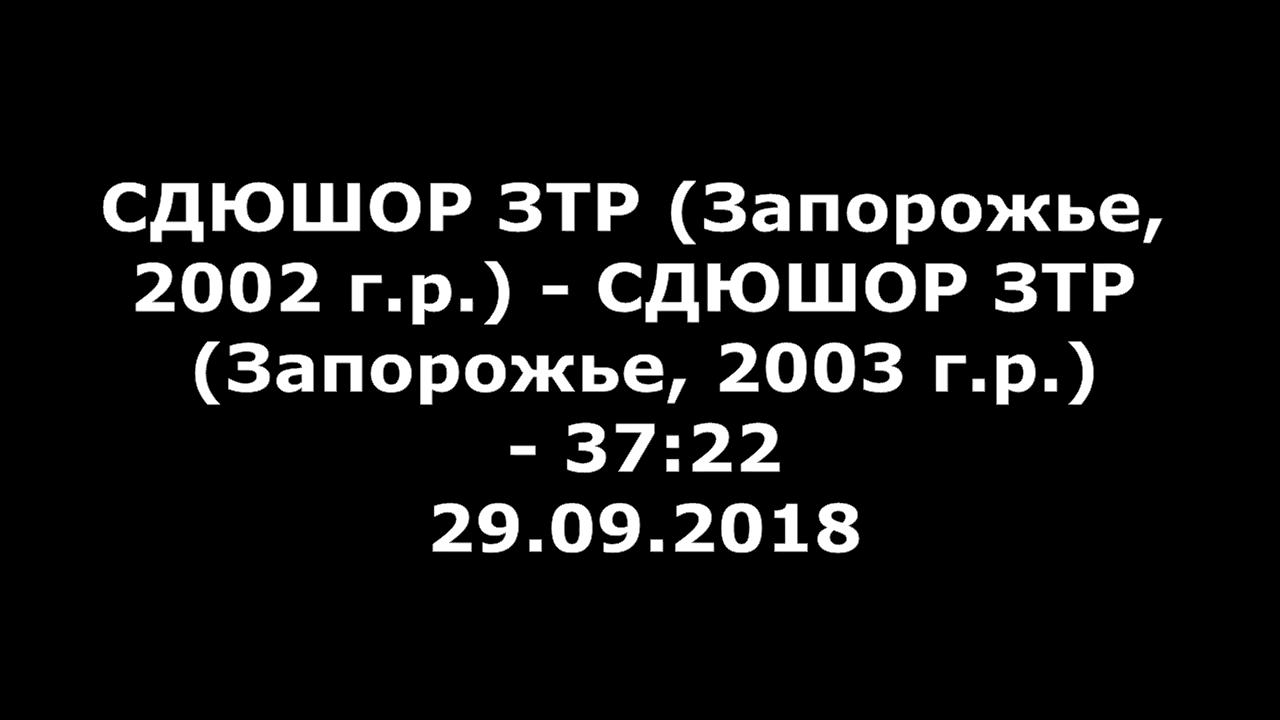 СДЮШОР ЗТР (Запорожье,
2002 г.р.) - СДЮШОР ЗТР
(Запорожье, 2003 г.р.)
- 37:22
29.09.2018